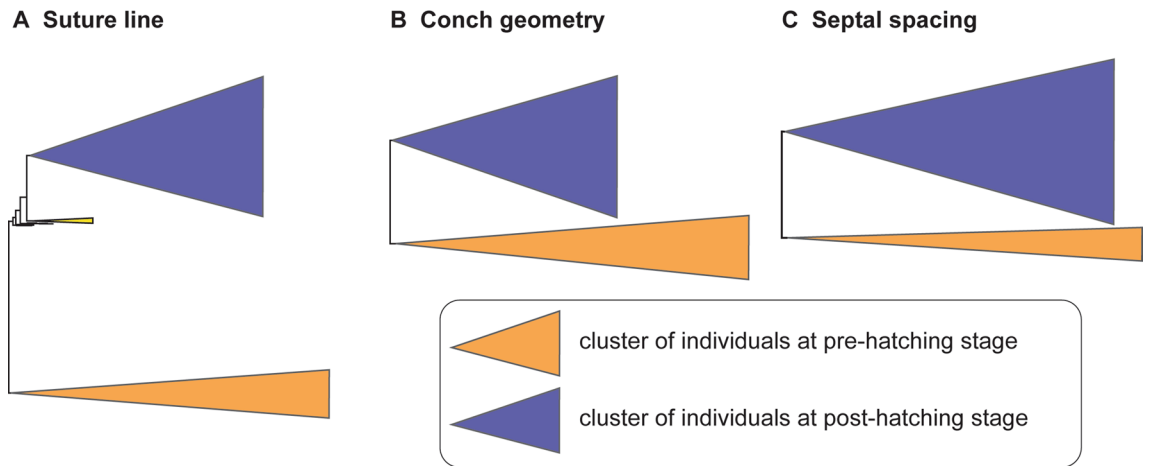 A Suture line
B Conch geometry
C Septal spacing
cluster of individuals at pre-hatching stage
cluster of individuals at post-hatching stage